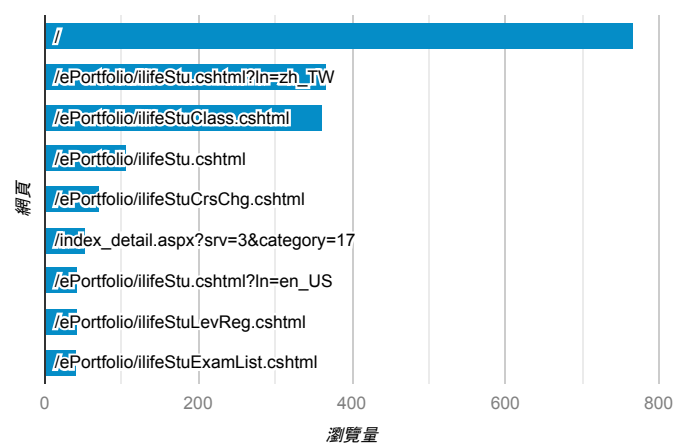 /
/ePortfolio/ilifeStu.cshtml?ln=zh_TW
/ePortfolio/ilifeStuClass.cshtml
/ePortfolio/ilifeStu.cshtml
/ePortfolio/ilifeStuCrsChg.cshtml
/index_detail.aspx?srv=3&category=17
/ePortfolio/ilifeStu.cshtml?ln=en_US
/ePortfolio/ilifeStuLevReg.cshtml
/ePortfolio/ilifeStuExamList.cshtml
網頁
0 200 400 600 800
瀏覽量